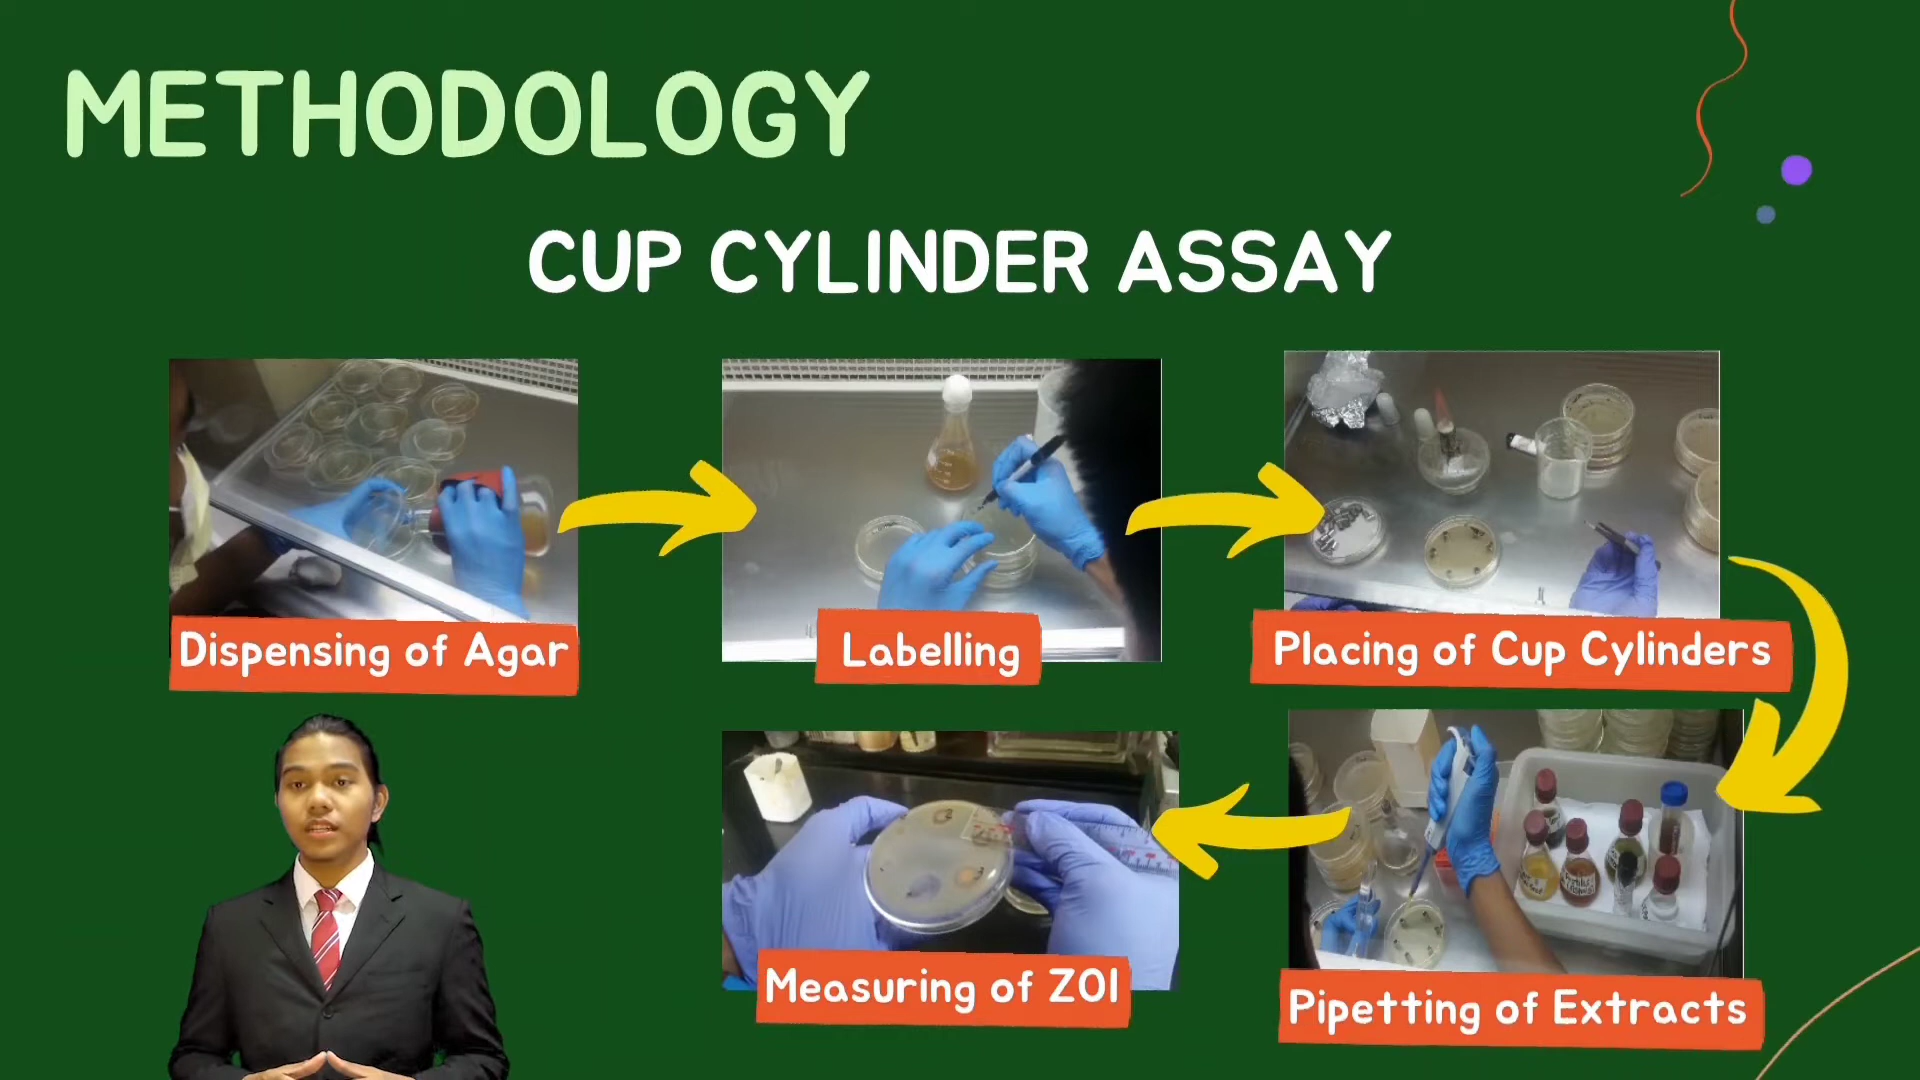 METHODOLOGY
CUP CYLINDER ASSAY
Dispensing of Agar
Labelling
Placing of Cup Cylinders
Measuring of ZOI
Pipetting of Extracts